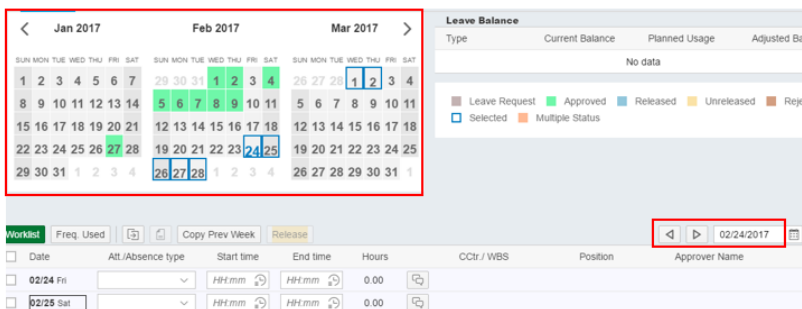 Jan 2017 Feb 2017 Mar 2017
SUN MON TUE WED THU FRI SAT SUN MON TUE WED THU FRI SAT SUN MON TUE WED THU FRI SAT
1 2 3 4 5 6 7 29 30 31 1 2 3 4 26 27 28 1 2 3 4
8 9 10 11 12 13 14 5 6 7 8 9 10 11 5 6 7 8 9 10 11
15 16 17 18 19 20 21 12 13 14 15 16 17 18 12 13 14 15 16 17 18
22 23 24 25 26 27 28 19 20 21 22 23 24 25 19 20 21 22 23 24 25
29 30 31 1 2 3 4 26 27 28 1 2 3 4 26 27 28 29 30 31 1
Leave Balance
Type Current Balance Planned Usage Adjusted Ba
No data
Leave Request Approved Released Unreleased Reje
Selected Multiple Status
Worklist Freq. Used Copy Prev Week Release 02/24/2017
Date Att./Absence type Start time End time Hours CCtr./ WBS Position Approver Name
02/24 Fri HH:mm HH:mm 0.00
02/25 Sat HH:mm HH:mm 0.00